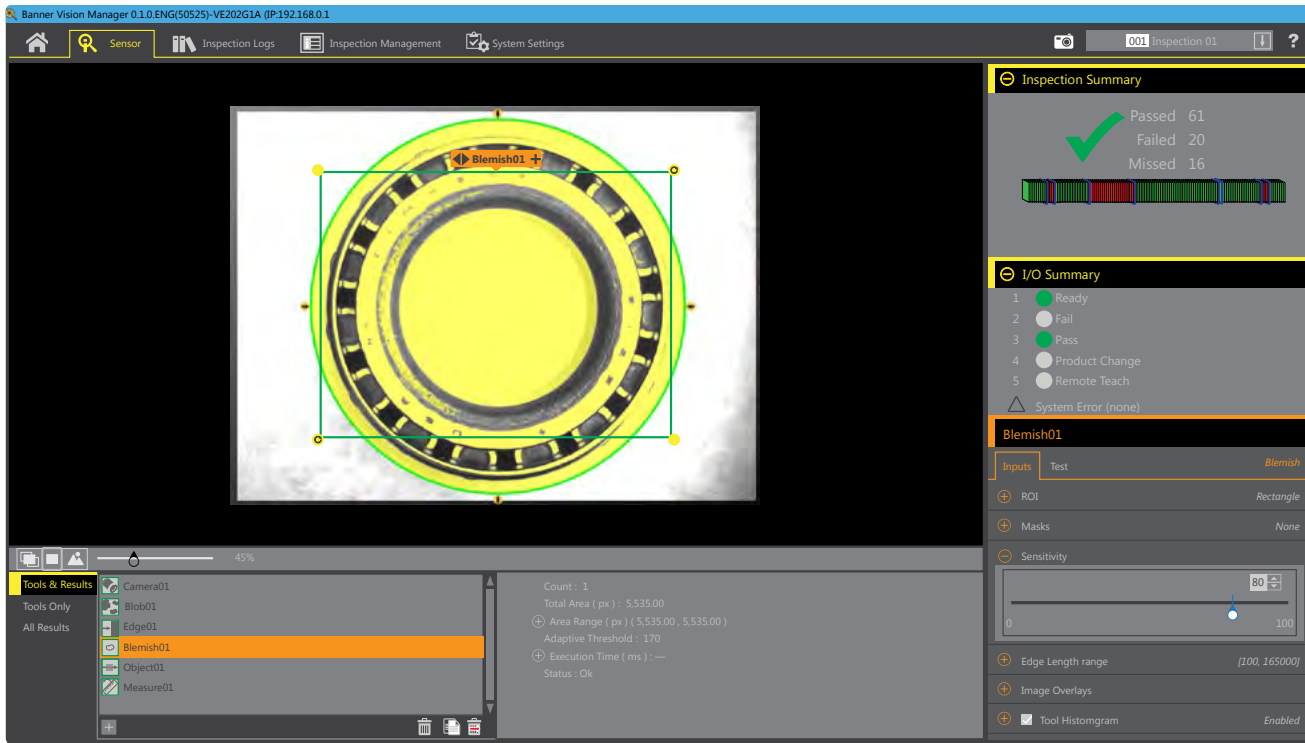 Banner Vision Manager 0.1.0.ENG(50525)-VE202G1A (IP:192.168.0.1
Sensor
Inspection Logs
Inspection Management
System Settings
001 Inspection 01
?
Inspection Summary
Passed 61
Failed 20
Missed 16
Blemish01
I/O Summary
1 Ready
2 Fail
3 Pass
4 Product Change
5 Remote Teach
System Error (none)
Blemish01
Inputs Test Blemish
ROI Rectangle
Masks None
Sensitivity
80
0 100
Edge Length range [100, 165000]
Image Overlays
Tool Histomgram Enabled
45%
Tools & Results
Tools Only
All Results
Camera01
Blob01
Edge01
Blemish01
Object01
Measure01
Count : 1
Total Area ( px ) : 5,535.00
Area Range ( px ) ( 5,535.00 , 5,535.00 )
Adaptive Threshold : 170
Execution Time ( ms ) : —
Status : Ok